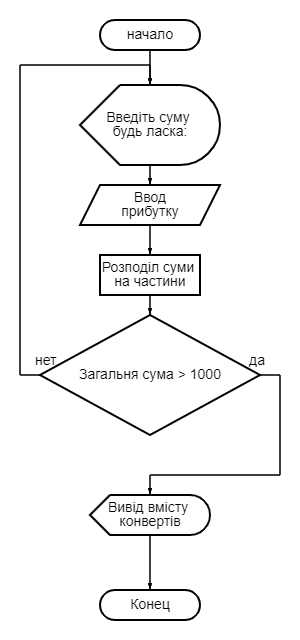 начало
Введіть суму
будь ласка:
Ввод
прибутку
Розподіл суми
на частини
нет
да
Загальня сума > 1000
Вивід вмісту
конвертів
Конец